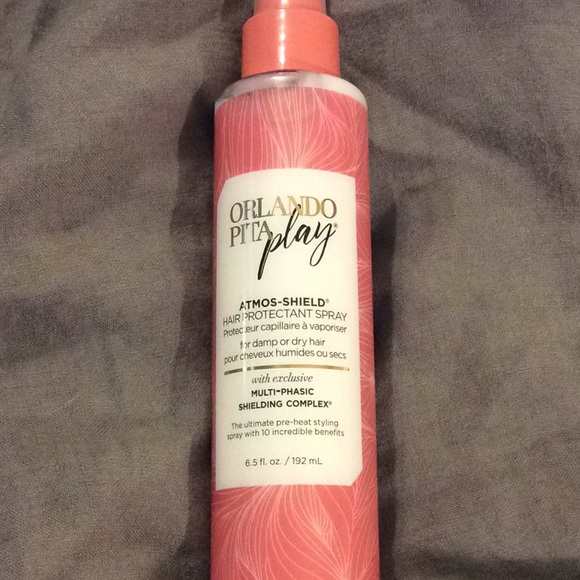 ORLANDO
PITA play®
ATMOS-SHIELD®
HAIR PROTECTANT SPRAY
Protecteur capillaire à vaporiser
for damp or dry hair
pour cheveux humides ou secs
with exclusive
MULTI-PHASIC
SHIELDING COMPLEX®
The ultimate pre-heat styling
spray with 10 incredible benefits
6.5 fl. oz. / 192 mL